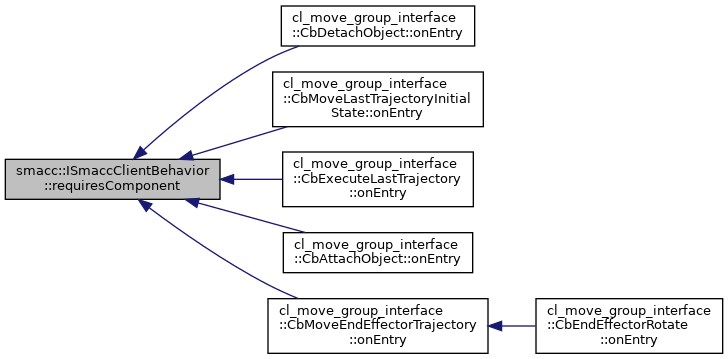 cl_move_group_interface
::CbDetachObject::onEntry
cl_move_group_interface
::CbMoveLastTrajectoryInitial
State::onEntry
smacc::ISmaccClientBehavior
::requiresComponent
cl_move_group_interface
::CbExecuteLastTrajectory
::onEntry
cl_move_group_interface
::CbAttachObject::onEntry
cl_move_group_interface
::CbMoveEndEffectorTrajectory
::onEntry
cl_move_group_interface
::CbEndEffectorRotate
::onEntry